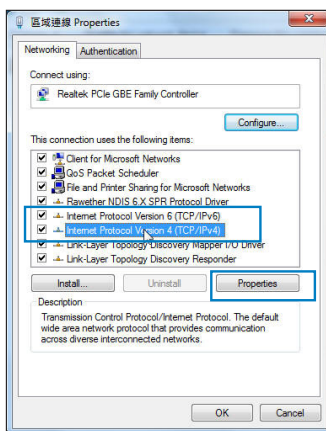 區域連線 Properties
Networking Authentication
Connect using:
Realtek PCIe GBE Family Controller
Configure...
This connection uses the following items:
Client for Microsoft Networks
QoS Packet Scheduler
File and Printer Sharing for Microsoft Networks
Rawether NDIS 6.X SPR Protocol Driver
Internet Protocol Version 6 (TCP/IPv6)
Internet Protocol Version 4 (TCP/IPv4)
Link-Layer Topology Discovery Mapper I/O Driver
Link-Layer Topology Discovery Responder
Install... Uninstall Properties
Description
Transmission Control Protocol/Internet Protocol. The default
wide area network protocol that provides communication
across diverse interconnected networks.
OK Cancel